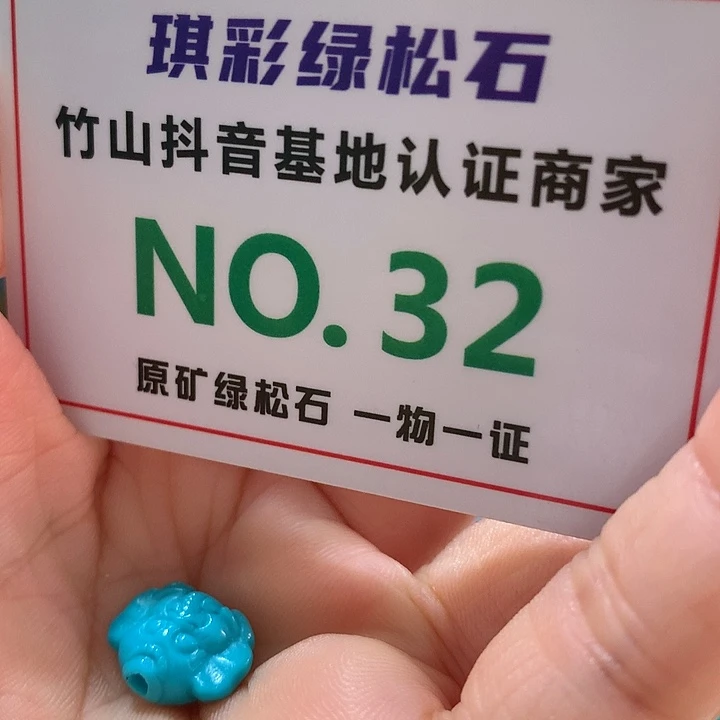 琪彩绿松石
竹山抖音基地认证商家
NO.32
原矿绿松石 一物一证